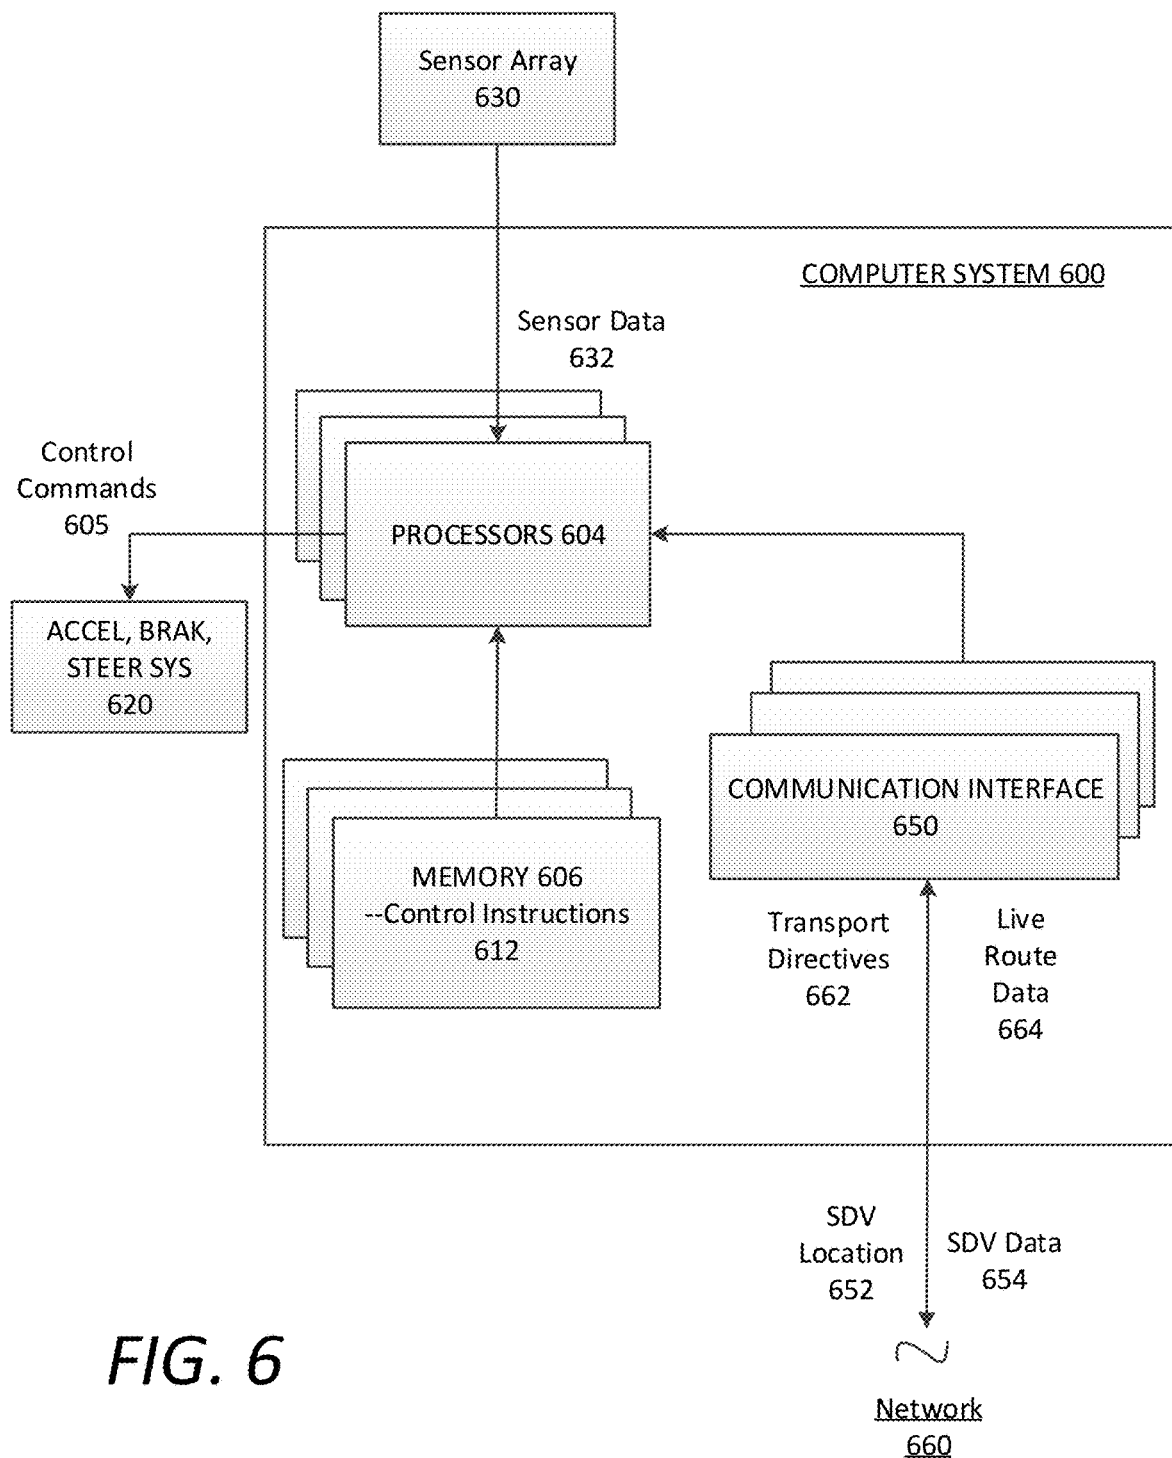 Sensor Array
630
COMPUTER SYSTEM 600
Sensor Data
632
Control
Commands
605
PROCESSORS 604
ACCEL, BRAK,
STEER SYS
620
COMMUNICATION INTERFACE
650
MEMORY 606
--Control Instructions
612
Transport
Directives
662
Live
Route
Data
664
SDV
Location
652
SDV Data
654
FIG. 6
Network
660